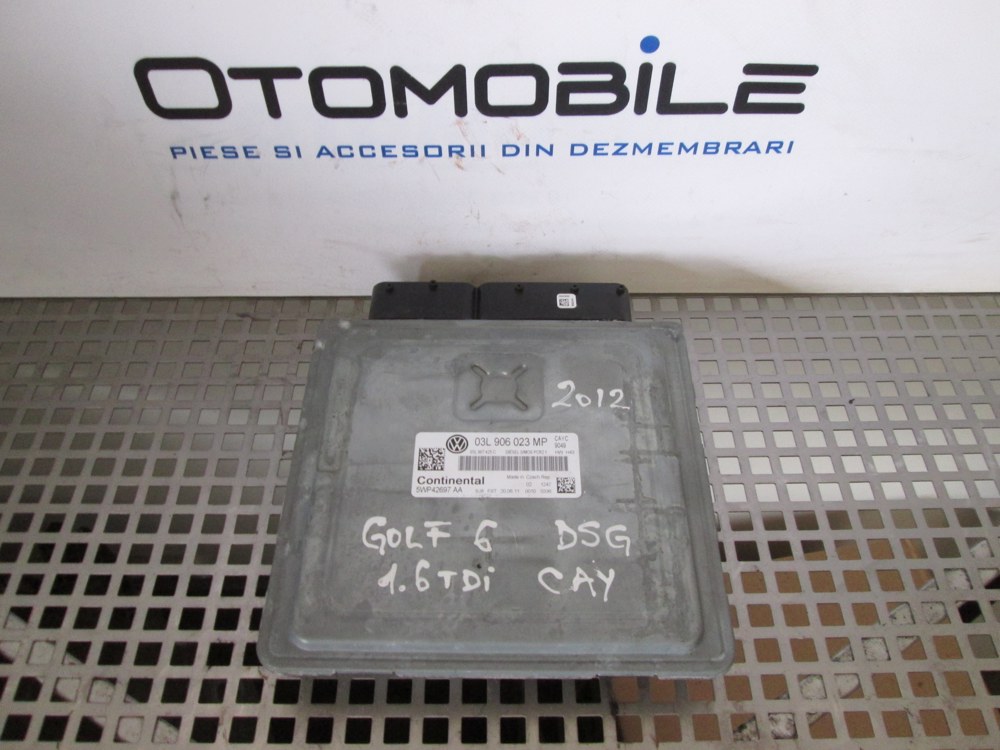 OTOMOBiLE
PIESE SI ACCESORII DIN DEZMEMBRARI
2012
03L 906 023 MP
Continental
5WP42697 AA
GOLF 6 DSG
1.6TDi CAY